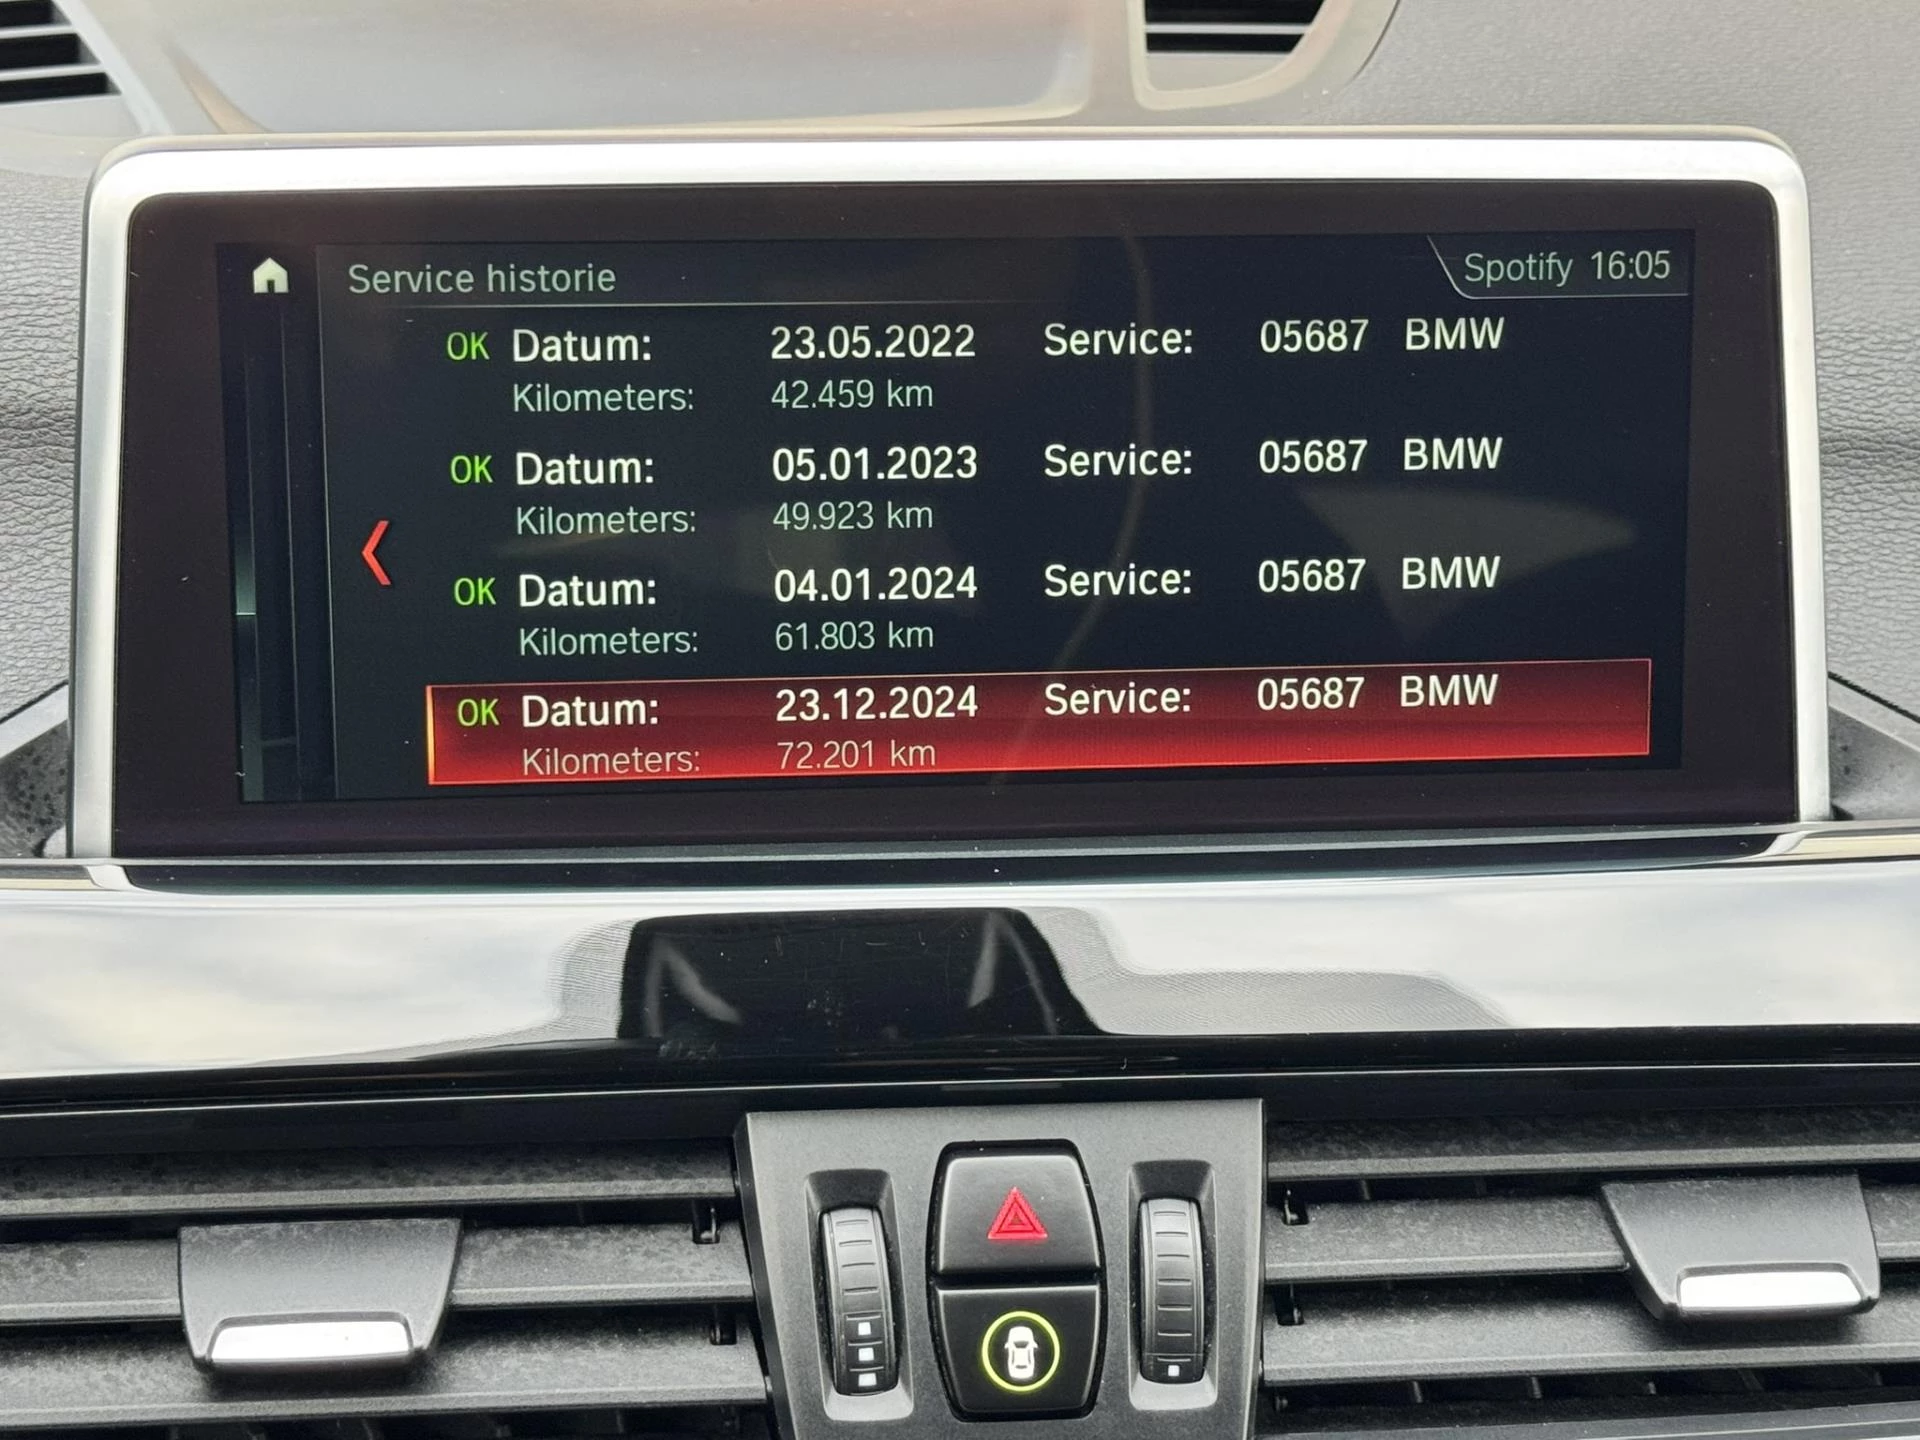 Service historie Spotify 16:05
OK Datum: 23.05.2022 Service: 05687 BMW
Kilometers: 42.459 km
OK Datum: 05.01.2023 Service: 05687 BMW
Kilometers: 49.923 km
OK Datum: 04.01.2024 Service: 05687 BMW
Kilometers: 61.803 km
OK Datum: 23.12.2024 Service: 05687 BMW
Kilometers: 72.201 km